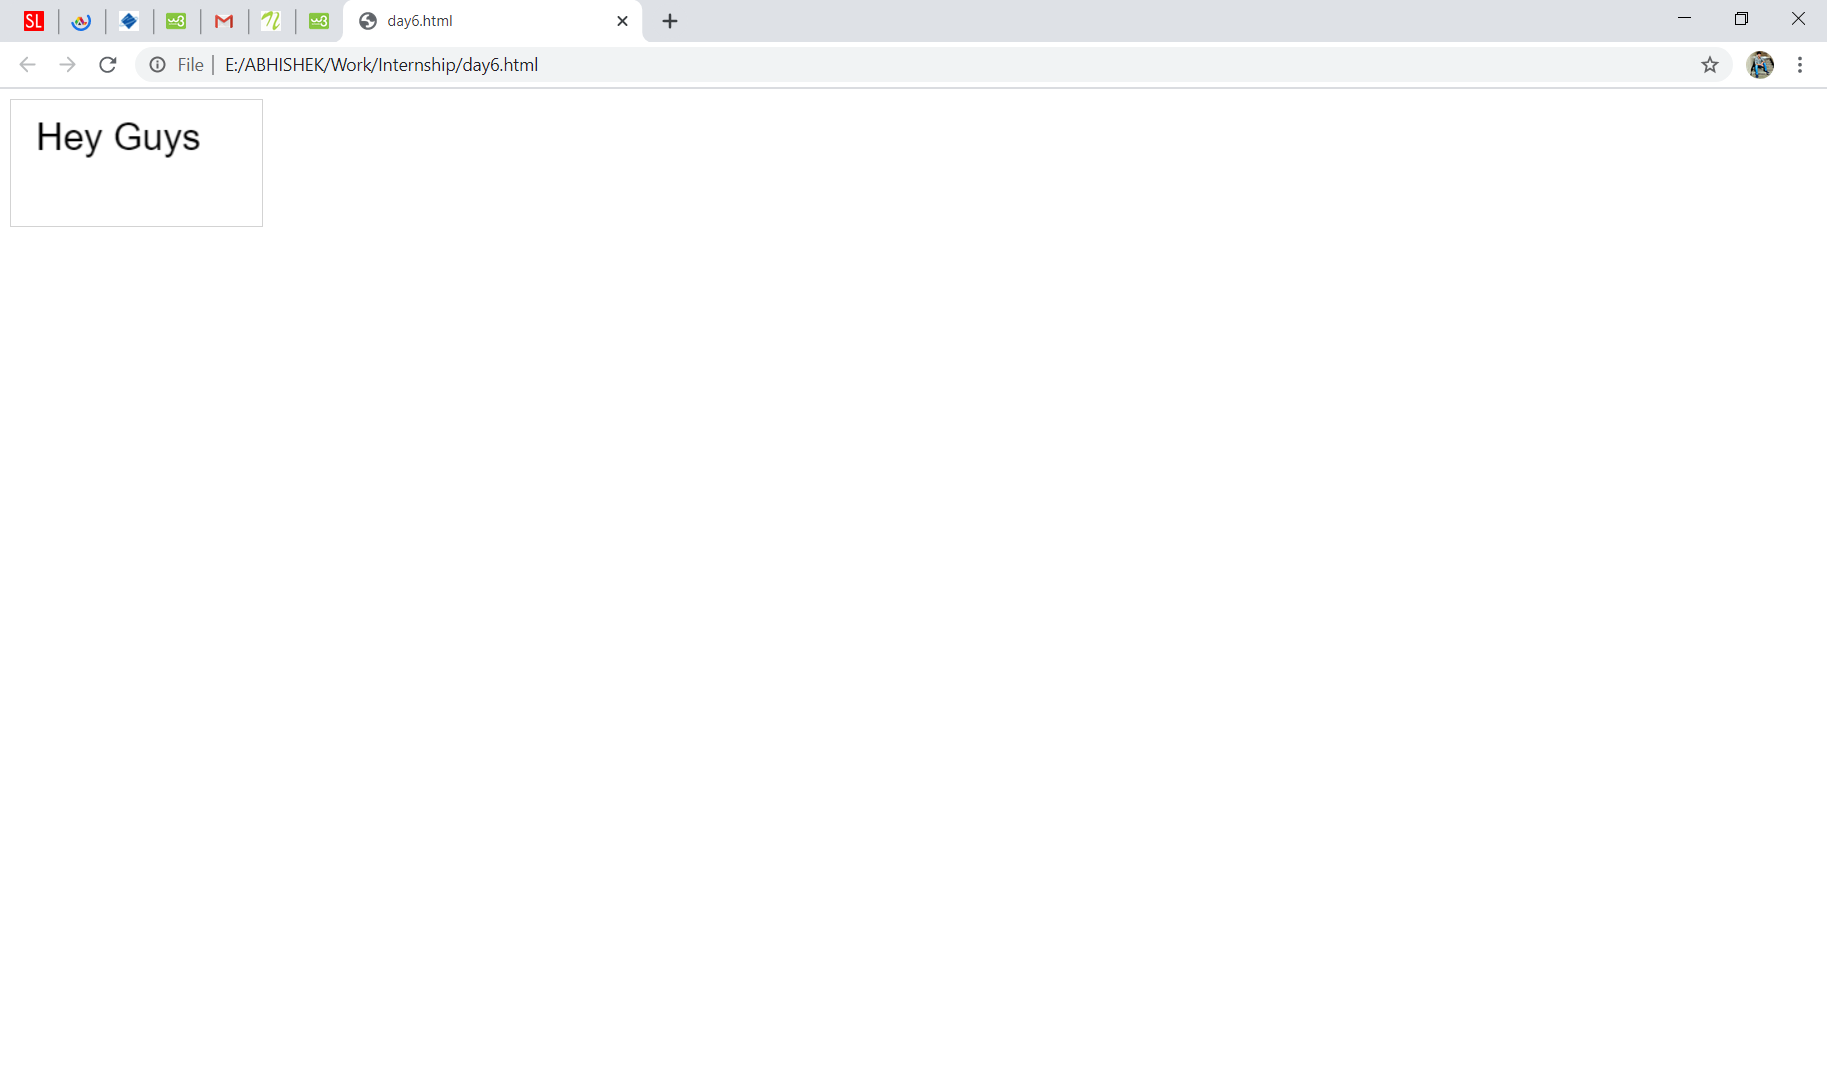 SL
day6.html
File E:/ABHISHEK/Work/Internship/day6.html
Hey Guys